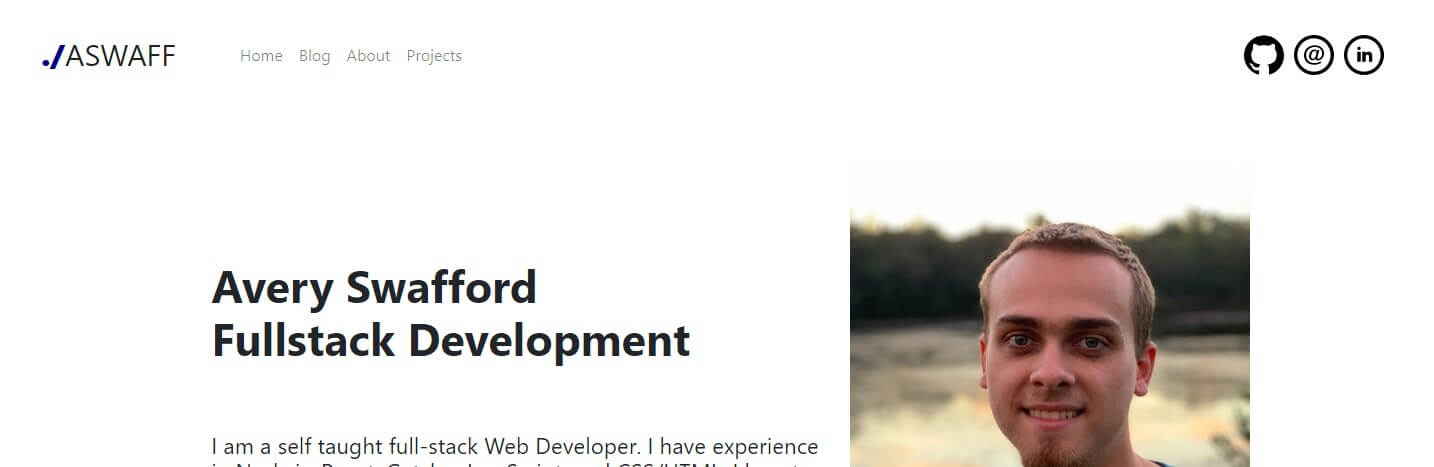 ./ASWAFF
Home Blog About Projects
@ in
Avery Swafford
Fullstack Development
I am a self taught full-stack Web Developer. I have experience